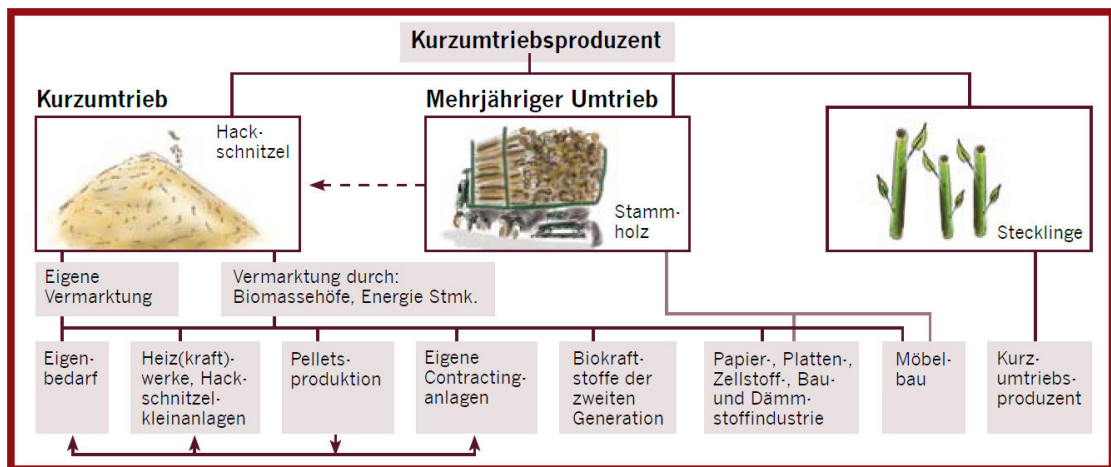 Kurzumtriebsproduzent
Kurzumtrieb
Hack-
schnitzel
Mehrjähriger Umtrieb
Stamm-
holz
Stecklinge
Eigene
Vermarktung
Vermarktung durch:
Biomassehöfe, Energie Stmk.
Eigen-
bedarf
Heiz(kraft)-
werke, Hack-
schnitzel-
kleinanlagen
Pellets-
produktion
Eigene
Contracting-
anlagen
Biokraft-
stoffe der
zweiten
Generation
Papier-, Platten-,
Zellstoff-, Bau-
und Dämm-
stoffindustrie
Möbel-
bau
Kurz-
umtriebs-
produzent